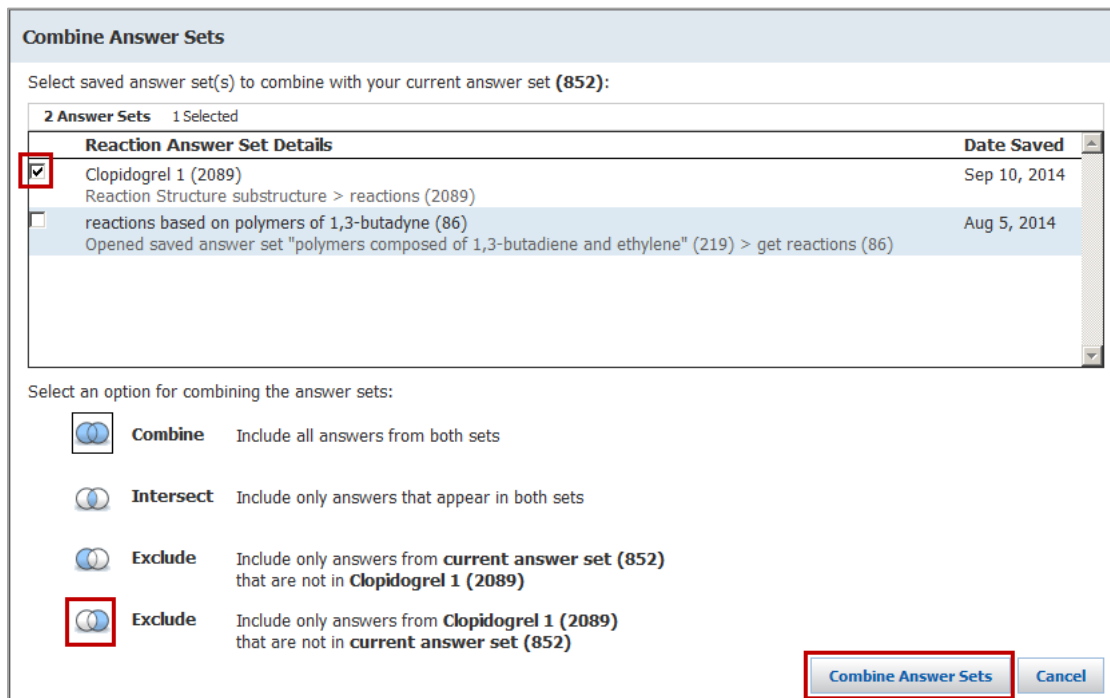 Combine Answer Sets
Select saved answer set(s) to combine with your current answer set (852):
2 Answer Sets 1 Selected
Reaction Answer Set Details Date Saved
Clopidogrel 1 (2089) Sep 10, 2014
Reaction Structure substructure > reactions (2089)
reactions based on polymers of 1,3-butadyne (86) Aug 5, 2014
Opened saved answer set "polymers composed of 1,3-butadiene and ethylene" (219) > get reactions (86)
Select an option for combining the answer sets:
Combine Include all answers from both sets
Intersect Include only answers that appear in both sets
Exclude Include only answers from current answer set (852)
that are not in Clopidogrel 1 (2089)
Exclude Include only answers from Clopidogrel 1 (2089)
that are not in current answer set (852)
Combine Answer Sets Cancel